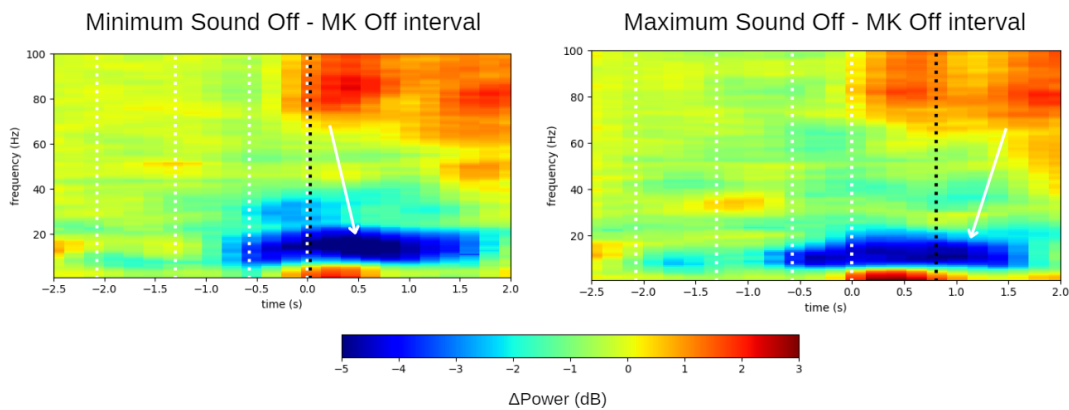 Minimum Sound Off - MK Off interval
Maximum Sound Off - MK Off interval
100
80
60
40
20
frequency (Hz)
−2.5 −2.0 −1.5 −1.0 −0.5 0.0 0.5 1.0 1.5 2.0
time (s)
100
80
60
40
20
frequency (Hz)
−2.5 −2.0 −1.5 −1.0 −0.5 0.0 0.5 1.0 1.5 2.0
time (s)
−5 −4 −3 −2 −1 0 1 2 3
ΔPower (dB)